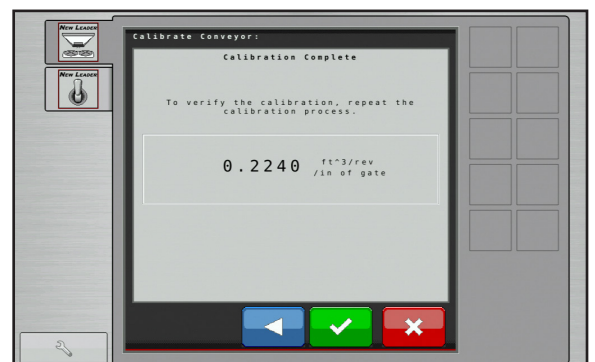 NEW LEADER
NEW LEADER
Calibrate Conveyor:
Calibration Complete
To verify the calibration, repeat the
calibration process.
0.2240 ft^3/rev
/in of gate